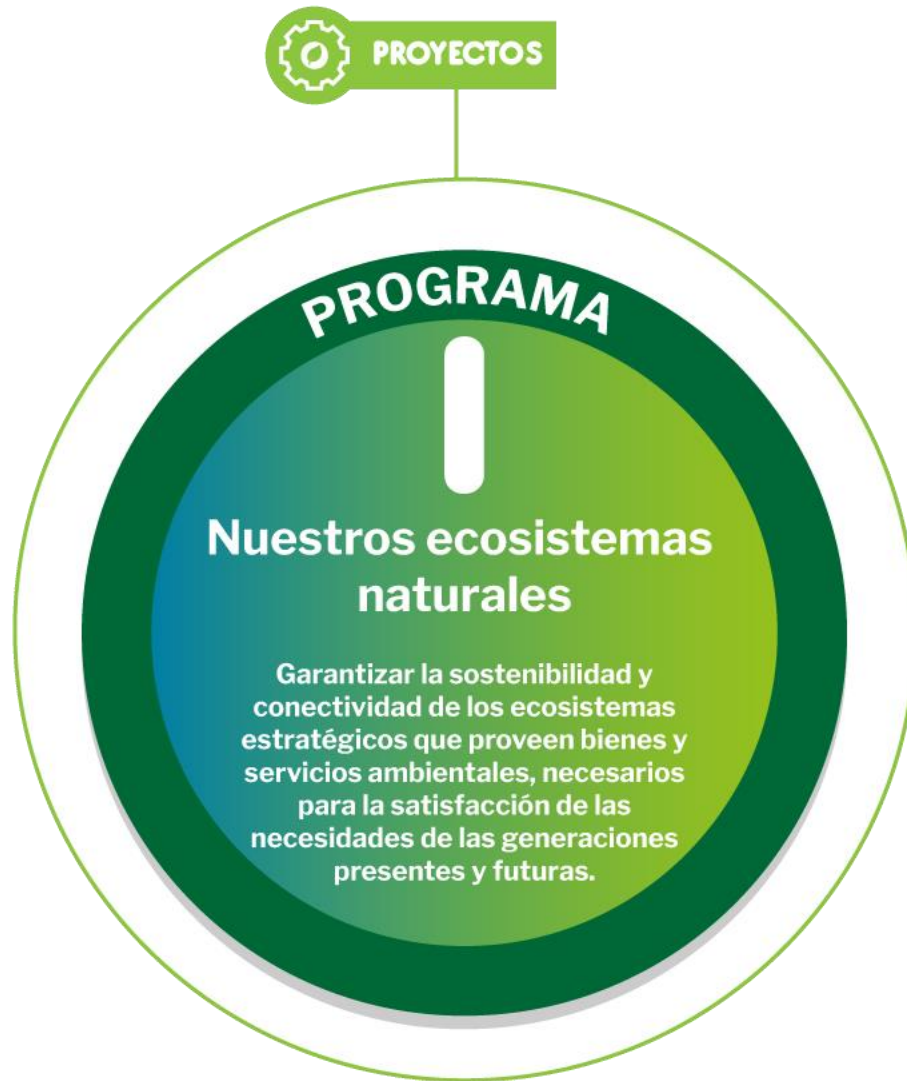 PROYECTOS
PROGRAMA
I
Nuestros ecosistemas
naturales
Garantizar la sostenibilidad y
conectividad de los ecosistemas
estratégicos que proveen bienes y
servicios ambientales, necesarios
para la satisfacción de las
necesidades de las generaciones
presentes y futuras.